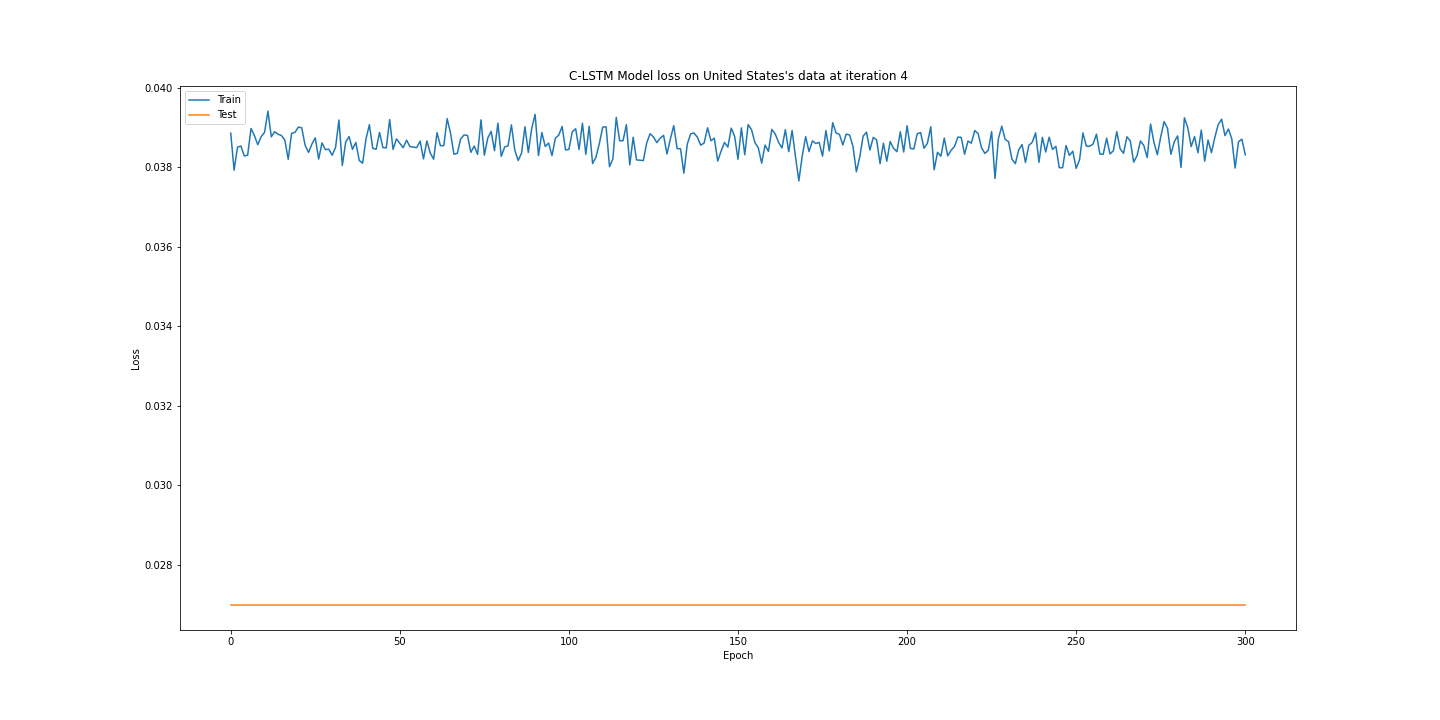 C-LSTM Model loss on United States's data at iteration 4
Train
Test
0.040
0.038
0.036
0.034
0.032
0.030
0.028
Loss
0 50 100 150 200 250 300
Epoch